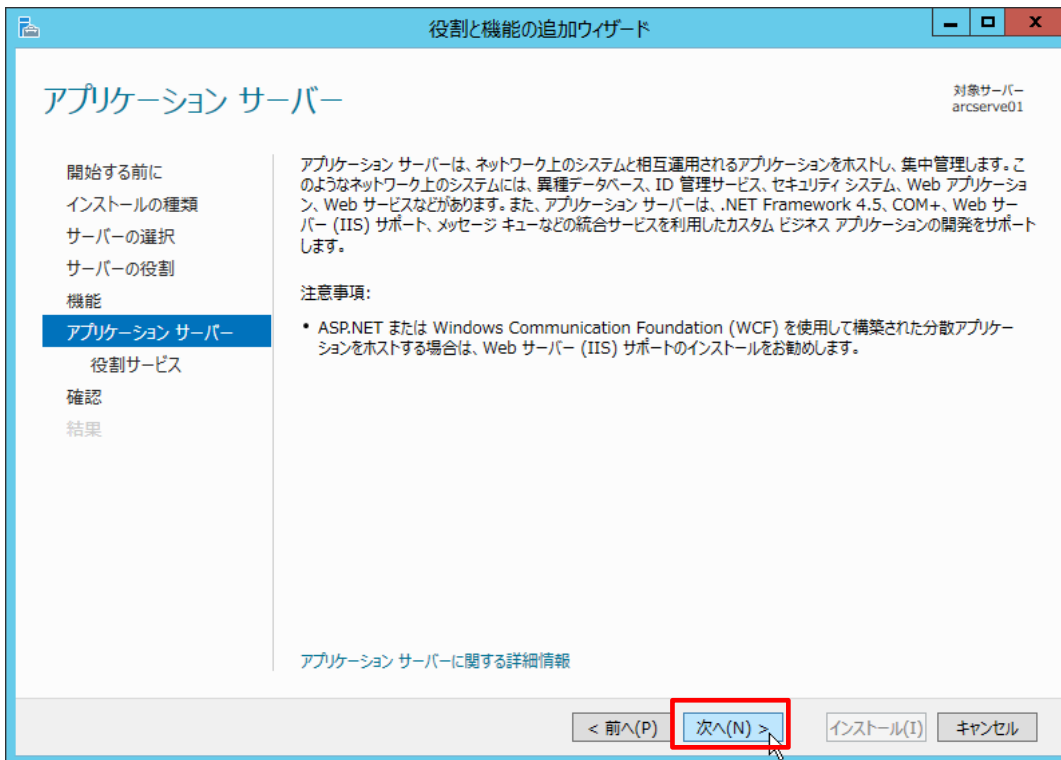 役割と機能の追加ウィザード
アプリケーション サーバー
対象サーバー
arcserve01
開始する前に
インストールの種類
サーバーの選択
サーバーの役割
機能
アプリケーション サーバー
役割サービス
確認
結果
アプリケーション サーバーは、ネットワーク上のシステムと相互運用されるアプリケーションをホストし、集中管理します。こ
のようなネットワーク上のシステムには、異種データベース、ID 管理サービス、セキュリティ システム、Web アプリケーショ
ン、Web サービスなどがあります。また、アプリケーション サーバーは、.NET Framework 4.5、COM+、Web サー
バー (IIS) サポート、メッセージ キューなどの統合サービスを利用したカスタム ビジネス アプリケーションの開発をサポート
します。
注意事項:
• ASP.NET または Windows Communication Foundation (WCF) を使用して構築された分散アプリケー
ションをホストする場合は、Web サーバー (IIS) サポートのインストールをお勧めします。
アプリケーション サーバーに関する詳細情報
< 前へ(P)
次へ(N) >
インストール(I)
キャンセル